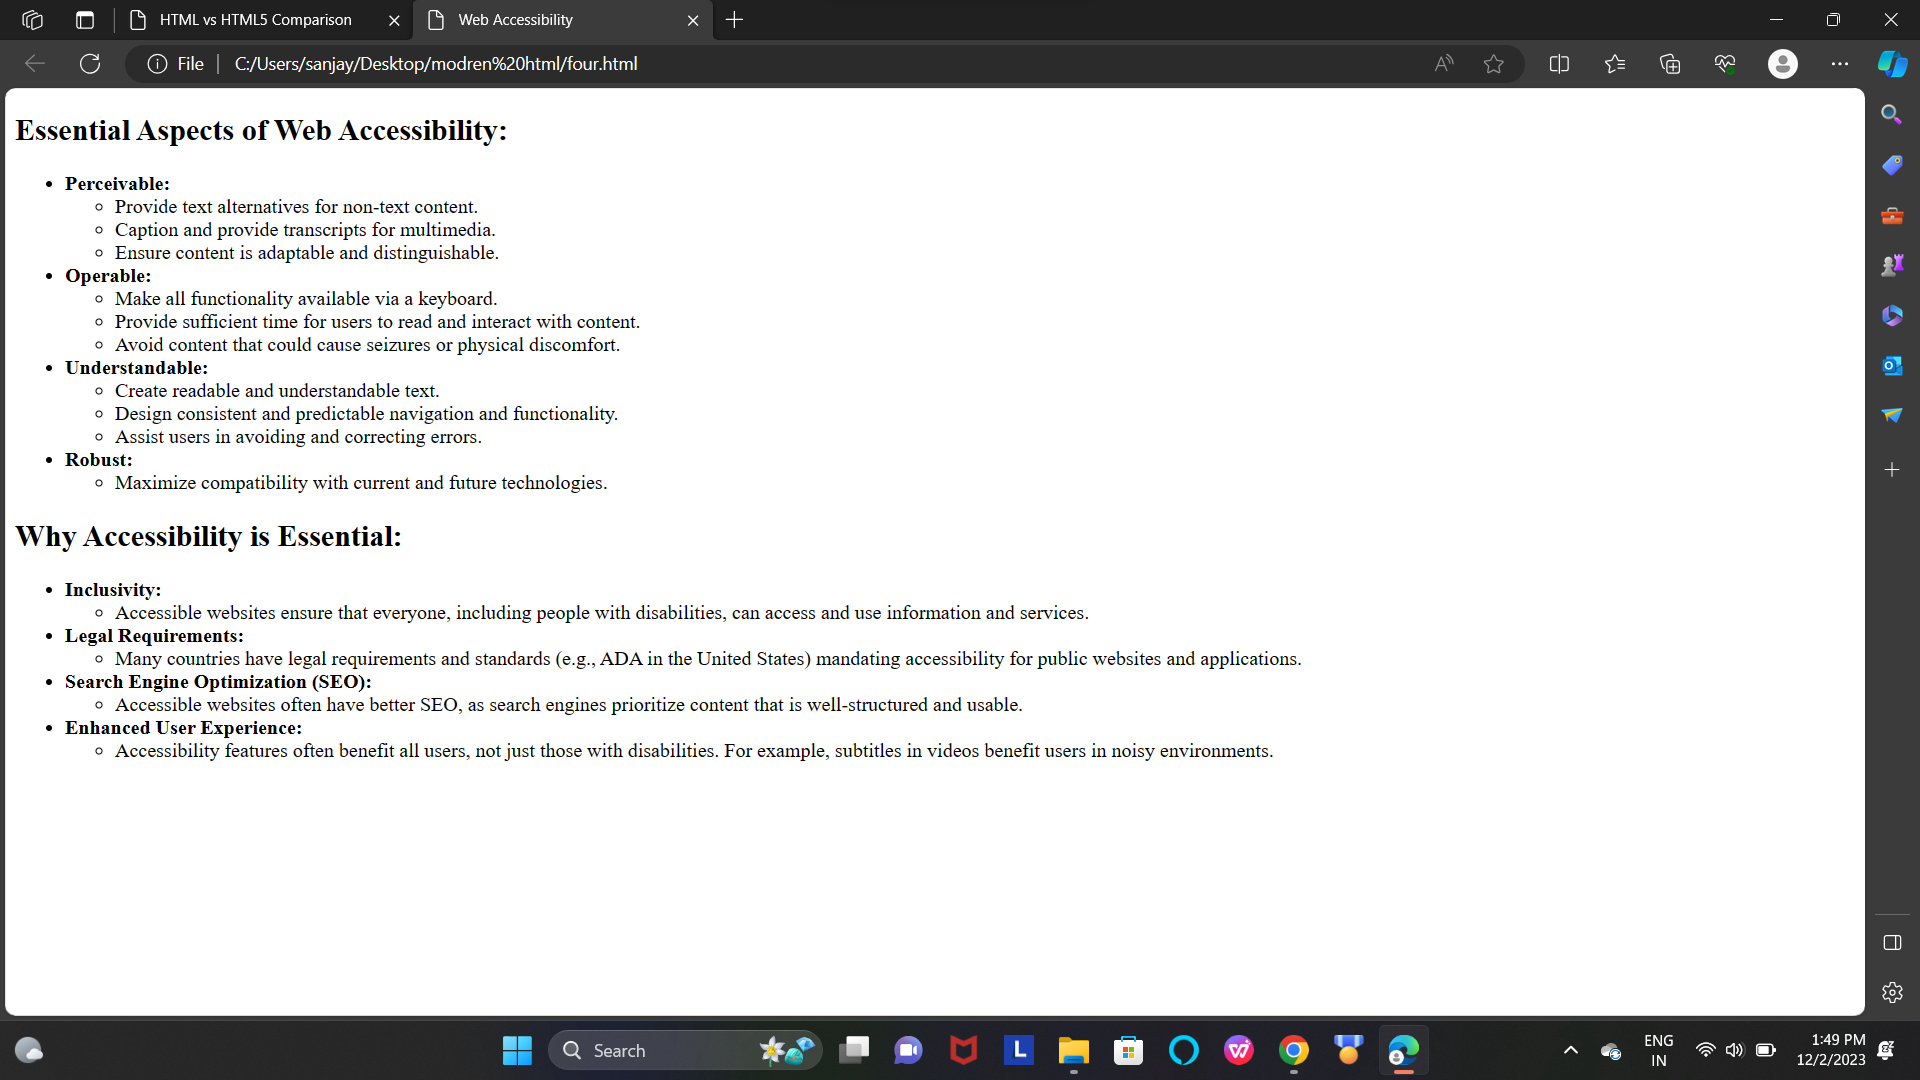 HTML vs HTML5 Comparison
Web Accessibility
File
C:/Users/sanjay/Desktop/modren%20html/four.html
Essential Aspects of Web Accessibility:
Perceivable:
Provide text alternatives for non-text content.
Caption and provide transcripts for multimedia.
Ensure content is adaptable and distinguishable.
Operable:
Make all functionality available via a keyboard.
Provide sufficient time for users to read and interact with content.
Avoid content that could cause seizures or physical discomfort.
Understandable:
Create readable and understandable text.
Design consistent and predictable navigation and functionality.
Assist users in avoiding and correcting errors.
Robust:
Maximize compatibility with current and future technologies.
Why Accessibility is Essential:
Inclusivity:
Accessible websites ensure that everyone, including people with disabilities, can access and use information and services.
Legal Requirements:
Many countries have legal requirements and standards (e.g., ADA in the United States) mandating accessibility for public websites and applications.
Search Engine Optimization (SEO):
Accessible websites often have better SEO, as search engines prioritize content that is well-structured and usable.
Enhanced User Experience:
Accessibility features often benefit all users, not just those with disabilities. For example, subtitles in videos benefit users in noisy environments.
Search
L
ENG
IN
1:49 PM
12/2/2023